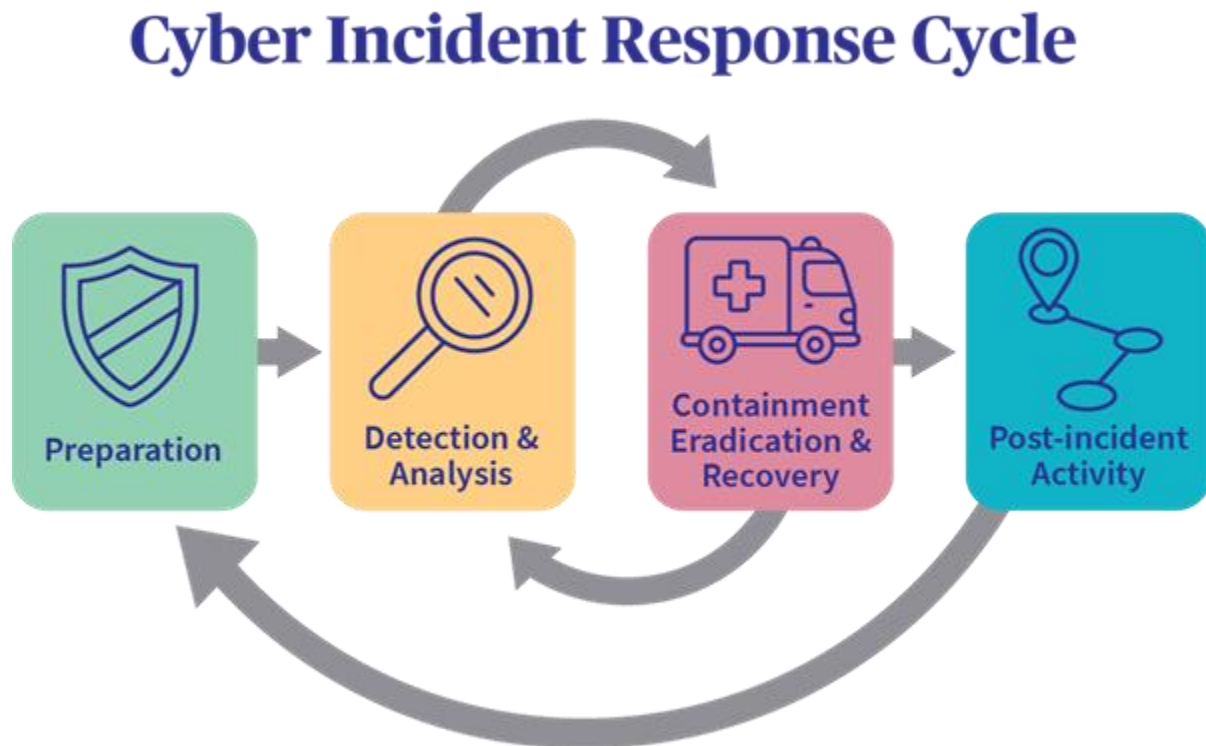 Cyber Incident Response Cycle
Preparation
Detection &
Analysis
Containment
Eradication &
Recovery
Post-incident
Activity